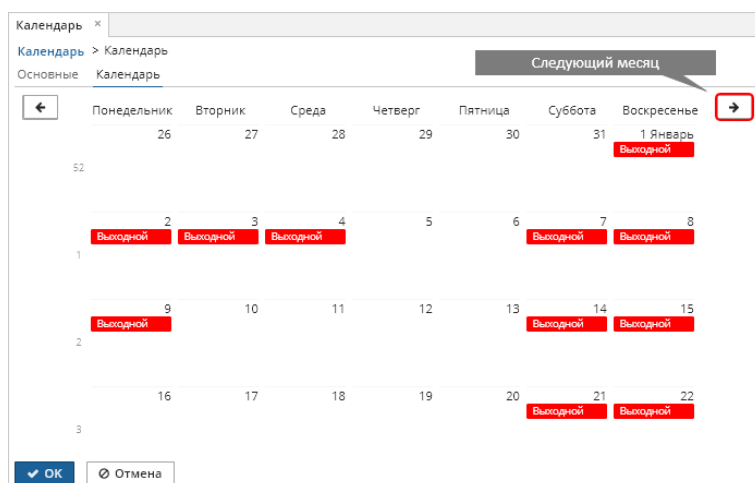 Календарь ×
Календарь > Календарь
Следующий месяц
Основные Календарь
Понедельник Вторник Среда Четверг Пятница Суббота Воскресенье
26 27 28 29 30 31 1 Январь
Выходной
52
2 3 4 5 6 7 8
Выходной Выходной Выходной Выходной Выходной
1
9 10 11 12 13 14 15
Выходной Выходной Выходной
2
16 17 18 19 20 21 22
Выходной Выходной
3
OK Отмена